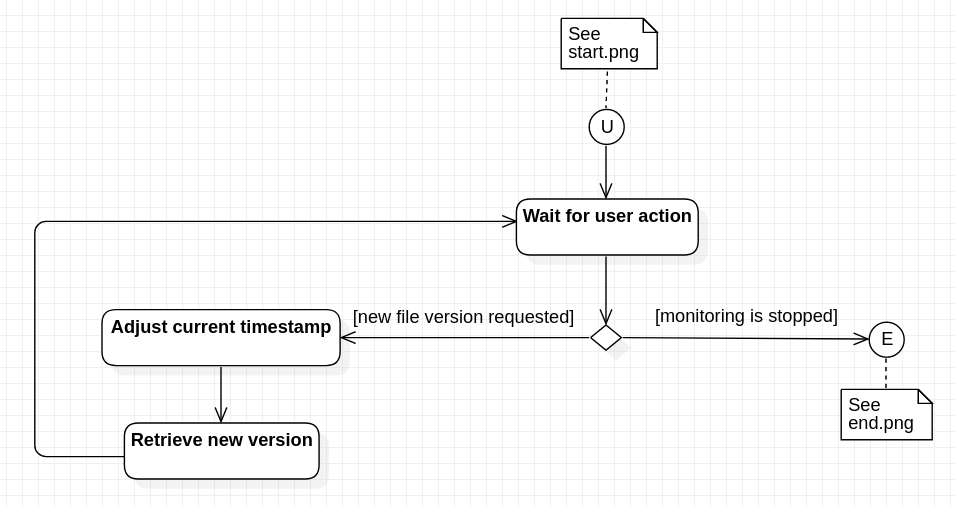 See
start.png
U
Wait for user action
[new file version requested]
[monitoring is stopped]
Adjust current timestamp
E
See
end.png
Retrieve new version